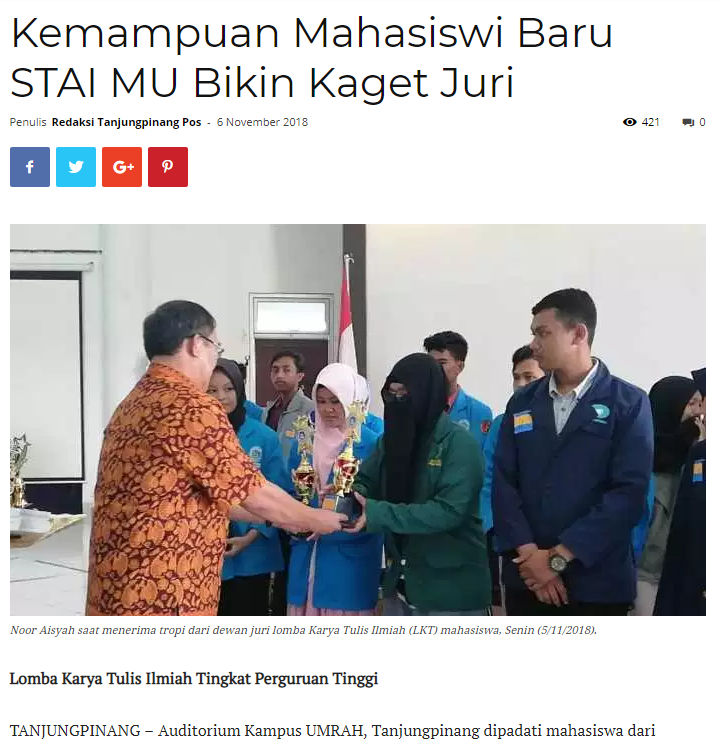 Kemampuan Mahasiswi Baru
STAI MU Bikin Kaget Juri
Penulis Redaksi Tanjungpinang Pos - 6 November 2018 421 0
Noor Aisyah saat menerima tropi dari dewan juri lomba Karya Tulis Ilmiah (LKT) mahasiswa, Senin (5/11/2018).
Lomba Karya Tulis Ilmiah Tingkat Perguruan Tinggi
TANJUNGPINANG – Auditorium Kampus UMRAH, Tanjungpinang dipadati mahasiswa dari